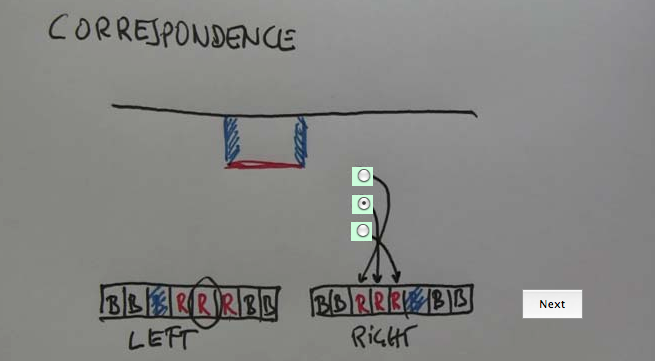 CORRESPONDENCE
B B B R R R B B
B B R R R B B B
LEFT
RIGHT
Next